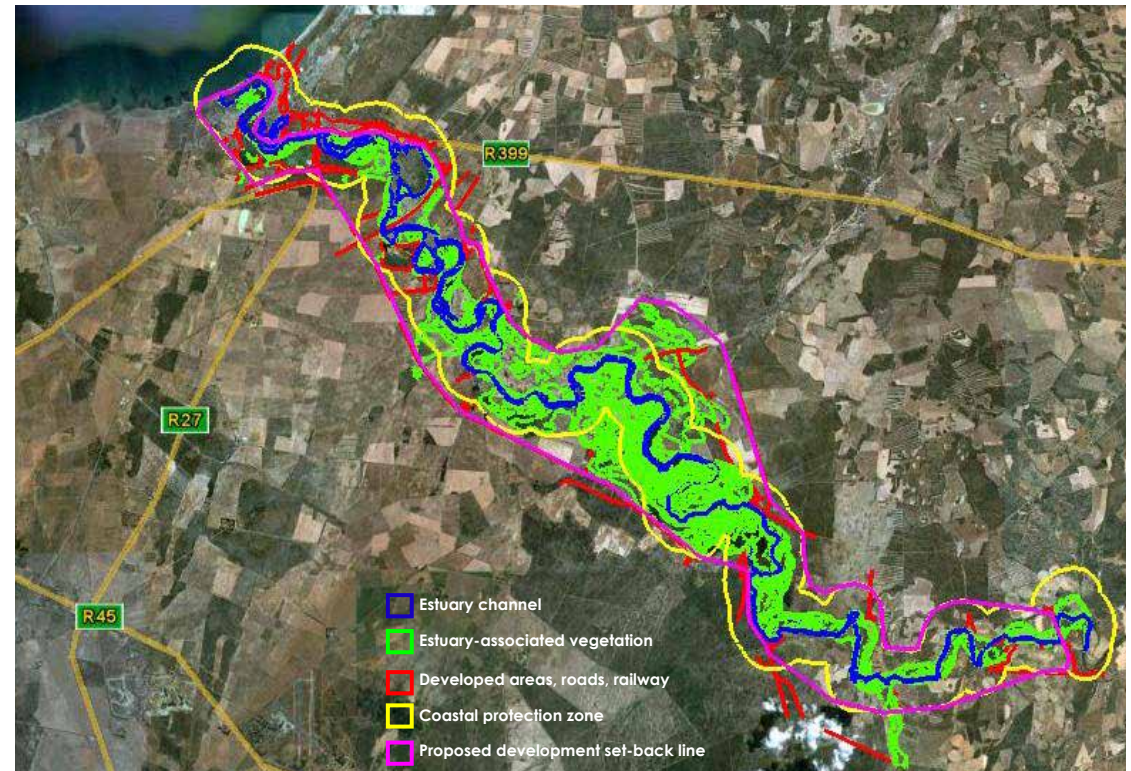 R399
R27
R45
Estuary channel
Estuary-associated vegetation
Developed areas, roads, railway
Coastal protection zone
Proposed development set-back line